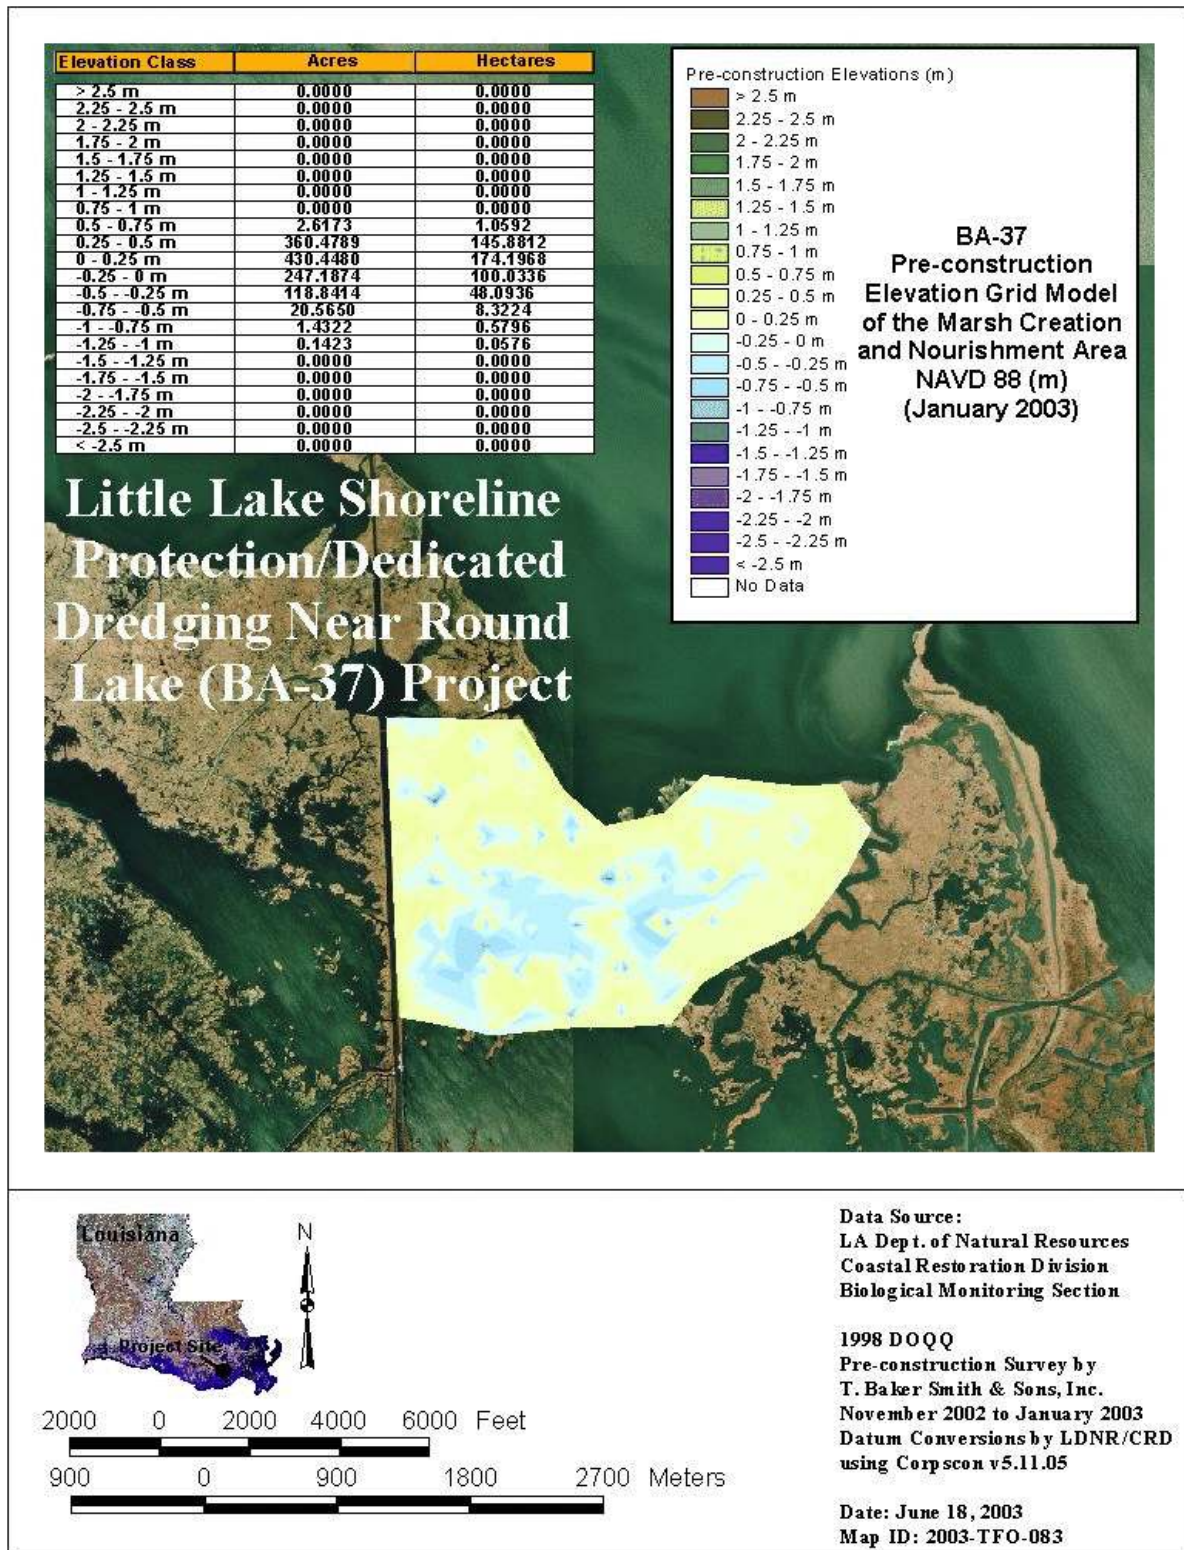 Elevation Class Acres Hectares
> 2.5 m 0.0000 0.0000
2.25 - 2.5 m 0.0000 0.0000
2 - 2.25 m 0.0000 0.0000
1.75 - 2 m 0.0000 0.0000
1.5 - 1.75 m 0.0000 0.0000
1.25 - 1.5 m 0.0000 0.0000
1 - 1.25 m 0.0000 0.0000
0.75 - 1 m 0.0000 0.0000
0.5 - 0.75 m 2.6173 1.0592
0.25 - 0.5 m 360.4789 145.8812
0 - 0.25 m 430.4480 174.1968
-0.25 - 0 m 247.1874 100.0336
-0.5 - -0.25 m 118.8414 48.0936
-0.75 - -0.5 m 20.5650 8.3224
-1 - -0.75 m 1.4322 0.5796
-1.25 - -1 m 0.1423 0.0576
-1.5 - -1.25 m 0.0000 0.0000
-1.75 - -1.5 m 0.0000 0.0000
-2 - -1.75 m 0.0000 0.0000
-2.25 - -2 m 0.0000 0.0000
-2.5 - -2.25 m 0.0000 0.0000
< -2.5 m 0.0000 0.0000
Pre-construction Elevations (m)
> 2.5 m
2.25 - 2.5 m
2 - 2.25 m
1.75 - 2 m
1.5 - 1.75 m
1.25 - 1.5 m
1 - 1.25 m
0.75 - 1 m
0.5 - 0.75 m
0.25 - 0.5 m
0 - 0.25 m
-0.25 - 0 m
-0.5 - -0.25 m
-0.75 - -0.5 m
-1 - -0.75 m
-1.25 - -1 m
-1.5 - -1.25 m
-1.75 - -1.5 m
-2 - -1.75 m
-2.25 - -2 m
-2.5 - -2.25 m
< -2.5 m
No Data
BA-37
Pre-construction
Elevation Grid Model
of the Marsh Creation
and Nourishment Area
NAVD 88 (m)
(January 2003)
Little Lake Shoreline
Protection/Dedicated
Dredging Near Round
Lake (BA-37) Project
Louisiana
Project Site
N
2000 0 2000 4000 6000 Feet
900 0 900 1800 2700 Meters
Data Source:
LA Dept. of Natural Resources
Coastal Restoration Division
Biological Monitoring Section
1998 DOQQ
Pre-construction Survey by
T. Baker Smith & Sons, Inc.
November 2002 to January 2003
Datum Conversions by LDNR/CRD
using Corpscon v5.11.05
Date: June 18, 2003
Map ID: 2003-TFO-083